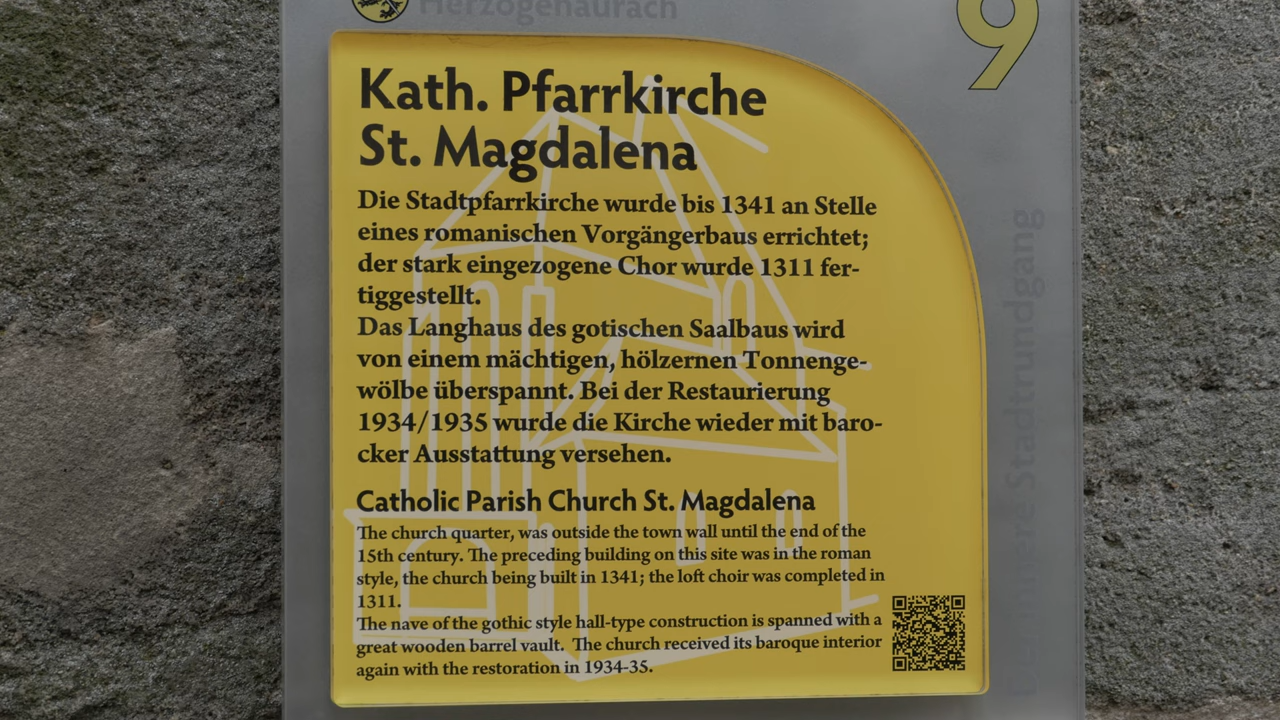 Herzogenaurach
9
Kath. Pfarrkirche
St. Magdalena
Die Stadtpfarrkirche wurde bis 1341 an Stelle
eines romanischen Vorgängerbaus errichtet;
der stark eingezogene Chor wurde 1311 fer-
tiggestellt.
Das Langhaus des gotischen Saalbaus wird
von einem mächtigen, hölzernen Tonnenge-
wölbe überspannt. Bei der Restaurierung
1934/1935 wurde die Kirche wieder mit baro-
cker Ausstattung versehen.
Catholic Parish Church St. Magdalena
The church quarter, was outside the town wall until the end of the
15th century. The preceding building on this site was in the roman
style, the church being built in 1341; the loft choir was completed in
1311.
The nave of the gothic style hall-type construction is spanned with a
great wooden barrel vault. The church received its baroque interior
again with the restoration in 1934-35.
Stadtrundgang